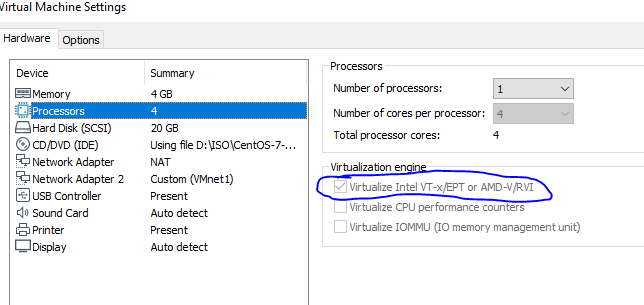 Virtual Machine Settings
Hardware Options
Device Summary
Memory 4 GB
Processors 4
Hard Disk (SCSI) 20 GB
CD/DVD (IDE) Using file D:\ISO\CentOS-7-...
Network Adapter NAT
Network Adapter 2 Custom (VMnet1)
USB Controller Present
Sound Card Auto detect
Printer Present
Display Auto detect
Processors
Number of processors: 1
Number of cores per processor: 4
Total processor cores: 4
Virtualization engine
Virtualize Intel VT-x/EPT or AMD-V/RVI
Virtualize CPU performance counters
Virtualize IOMMU (IO memory management unit)